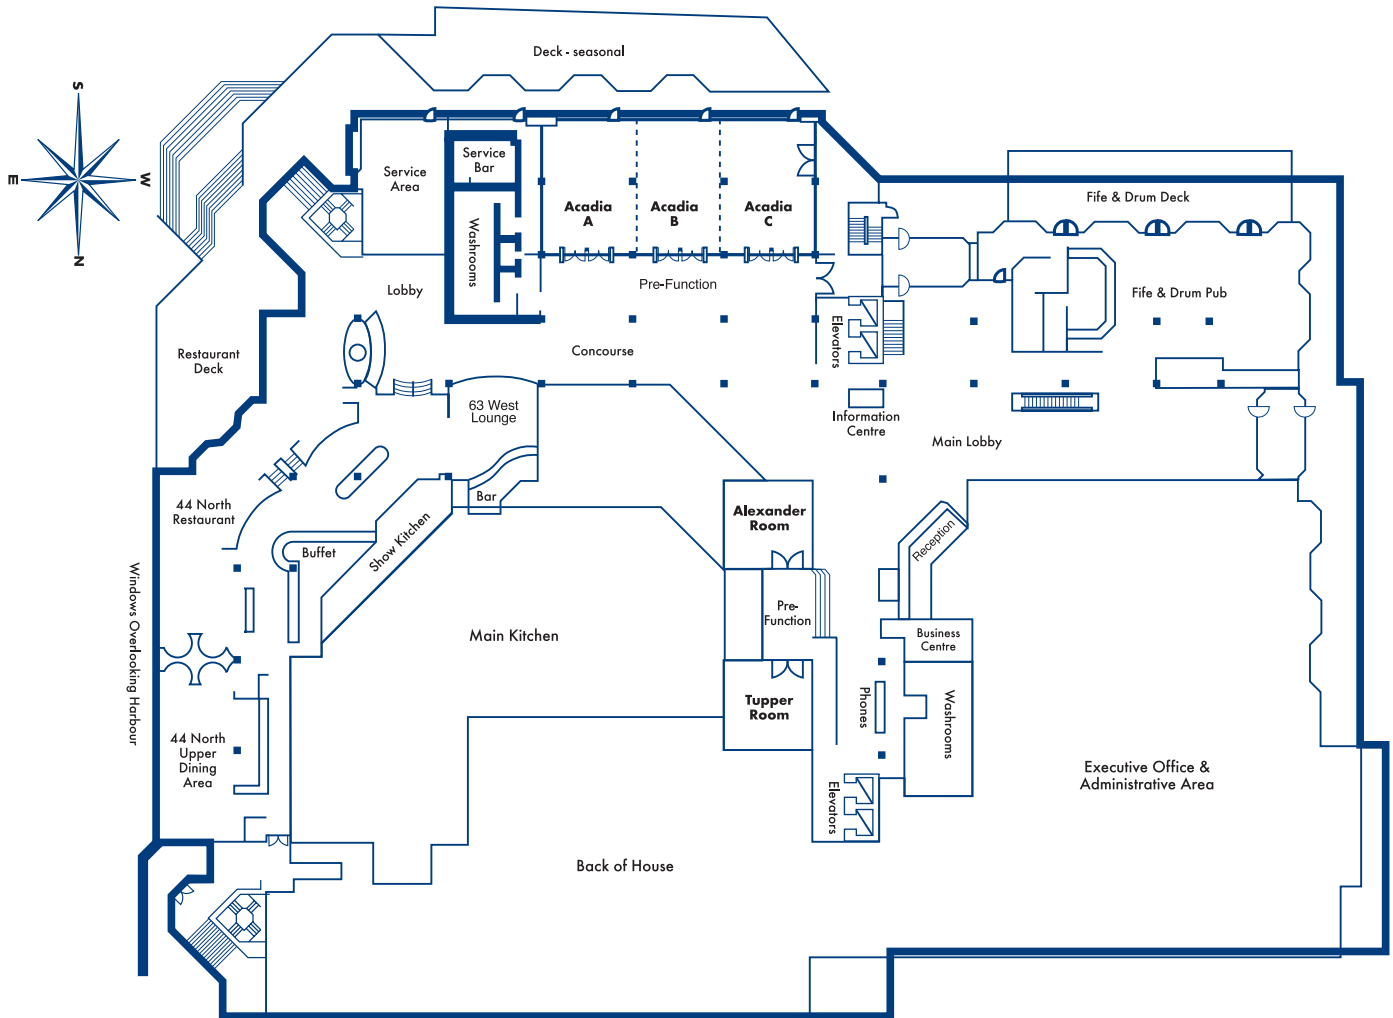 Deck - seasonal
S
E
W
N
Service
Area
Service
Bar
Washrooms
Acadia
A
Acadia
B
Acadia
C
Fife & Drum Deck
Lobby
Pre-Function
Fife & Drum Pub
Elevators
Restaurant
Deck
Concourse
63 West
Lounge
Information
Centre
Main Lobby
44 North
Restaurant
Bar
Alexander
Room
Show Kitchen
Buffet
Reception
Windows Overlooking Harbour
Pre-
Function
Main Kitchen
Business
Centre
Tupper
Room
Phones
Washrooms
44 North
Upper
Dining
Area
Executive Office &
Administrative Area
Elevators
Back of House